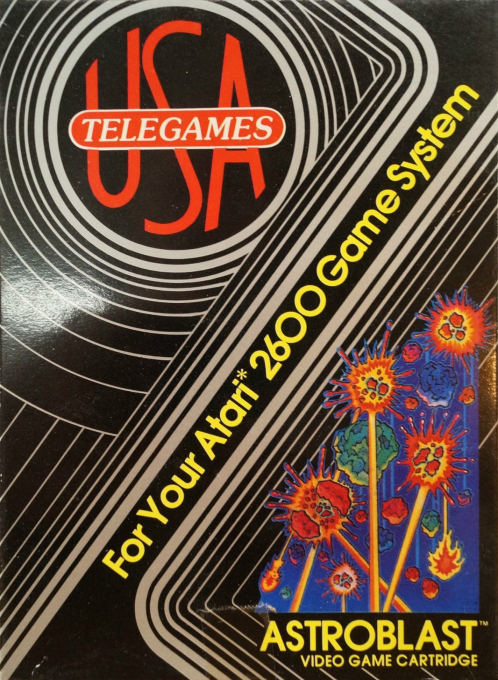 USA
TELEGAMES
For Your Atari* 2600 Game System
ASTROBLAST™
VIDEO GAME CARTRIDGE